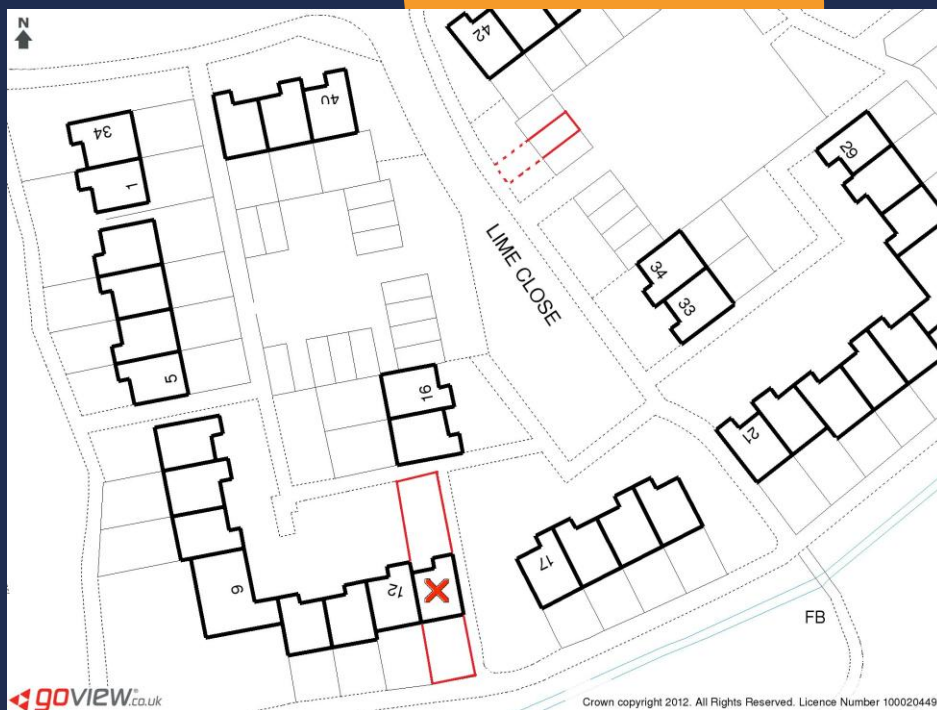 N
42
40
34
1
29
LIME CLOSE
34
33
5
16
21
17
9
12
X
FB
goview.co.uk
Crown copyright 2012. All Rights Reserved. Licence Number 100020449